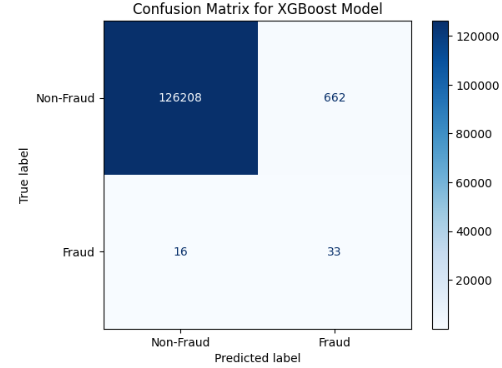 Confusion Matrix for XGBoost Model
Non-Fraud
126208
662
Fraud
16
33
True label
Non-Fraud
Fraud
Predicted label
120000
100000
80000
60000
40000
20000